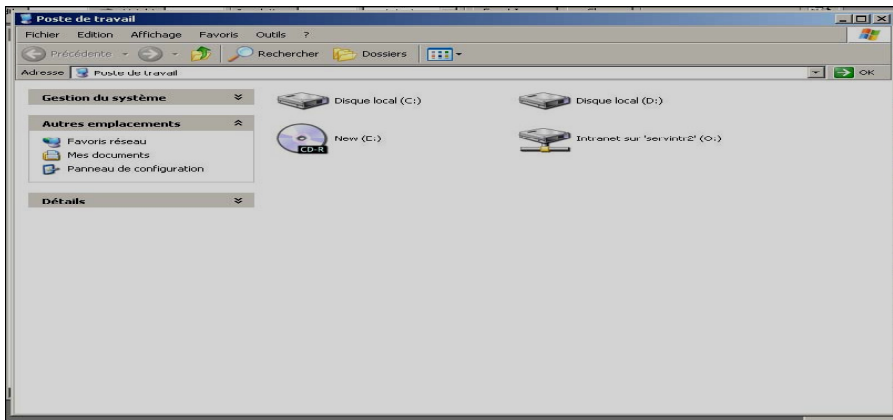 Poste de travail
Fichier Edition Affichage Favoris Outils ?
Précédente Rechercher Dossiers
Adresse Poste de travail OK
Gestion du système
Disque local (C:) Disque local (D:)
Autres emplacements
New (E:) Intranet sur 'servintr2' (O:)
CD-R
Favoris réseau
Mes documents
Panneau de configuration
Détails